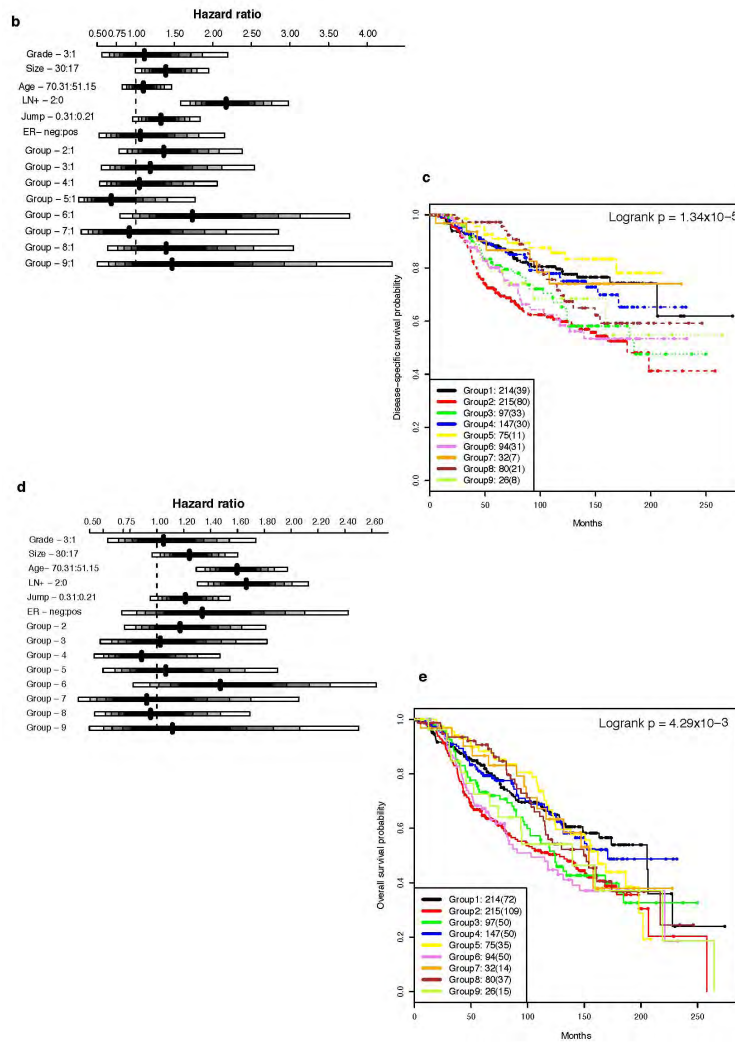 b
Hazard ratio
0.50 0.75 1.00 1.50 2.00 2.50 3.00 3.50 4.00
Grade – 3:1
Size – 30:17
Age – 70.31:51.15
LN+ – 2:0
Jump – 0.31:0.21
ER– neg:pos
Group – 2:1
Group – 3:1
Group – 4:1
Group – 5:1
Group – 6:1
Group – 7:1
Group – 8:1
Group – 9:1
c
Logrank p = 1.34x10−5
Disease–specific survival probability
1.0
0.8
0.6
0.4
0.2
0.0
Group1: 214(39)
Group2: 215(80)
Group3: 97(33)
Group4: 147(30)
Group5: 75(11)
Group6: 94(31)
Group7: 32(7)
Group8: 80(21)
Group9: 26(8)
0 50 100 150 200 250
Months
d
Hazard ratio
0.50 0.75 1.00 1.20 1.40 1.60 1.80 2.00 2.20 2.40 2.60
Grade – 3:1
Size – 30:17
Age– 70.31:51.15
LN+ – 2:0
Jump – 0.31:0.21
ER – neg:pos
Group – 2
Group – 3
Group – 4
Group – 5
Group – 6
Group – 7
Group – 8
Group – 9
e
Logrank p = 4.29x10−3
Overall survival probability
1.0
0.8
0.6
0.4
0.2
0.0
Group1: 214(72)
Group2: 215(109)
Group3: 97(50)
Group4: 147(50)
Group5: 75(35)
Group6: 94(50)
Group7: 32(14)
Group8: 80(37)
Group9: 26(15)
0 50 100 150 200 250
Months